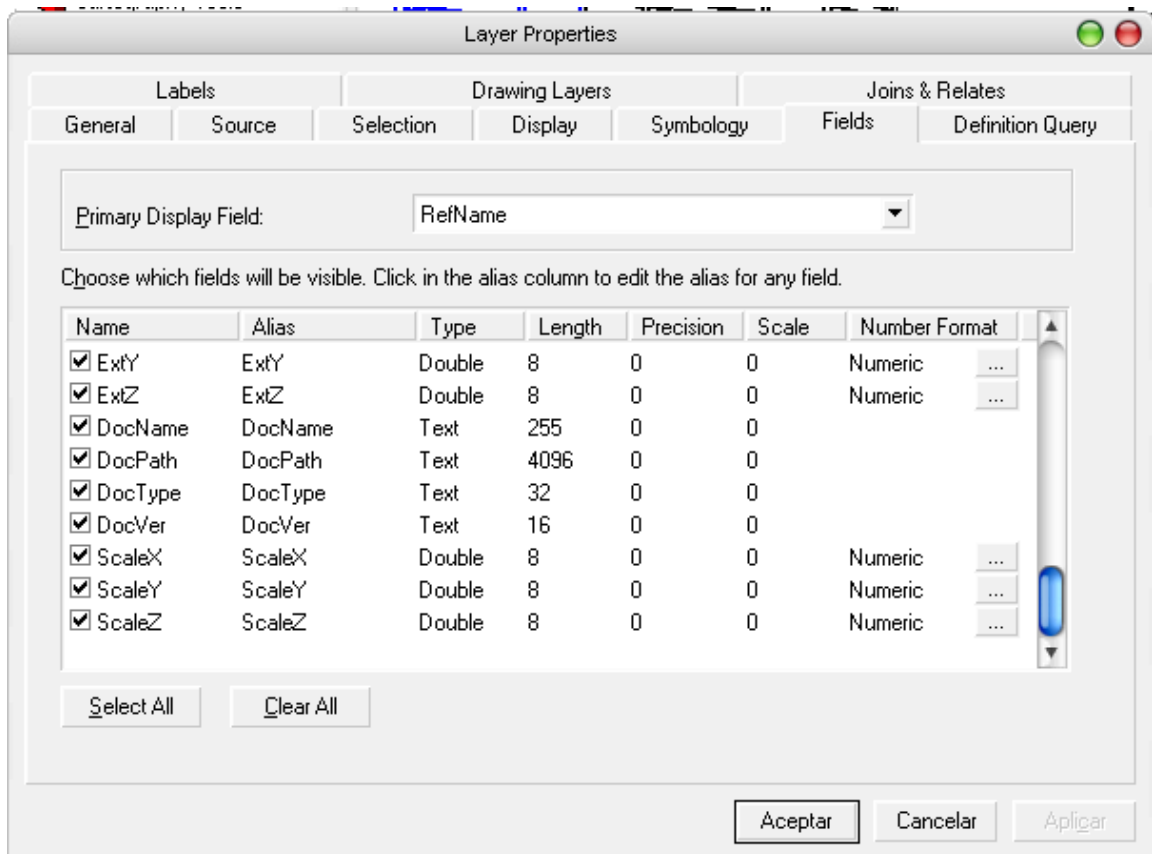 Layer Properties
Labels Drawing Layers Joins & Relates
General Source Selection Display Symbology Fields Definition Query
Primary Display Field: RefName
Choose which fields will be visible. Click in the alias column to edit the alias for any field.
Name Alias Type Length Precision Scale Number Format
ExtY ExtY Double 8 0 0 Numeric ...
ExtZ ExtZ Double 8 0 0 Numeric ...
DocName DocName Text 255 0 0
DocPath DocPath Text 4096 0 0
DocType DocType Text 32 0 0
DocVer DocVer Text 16 0 0
ScaleX ScaleX Double 8 0 0 Numeric ...
ScaleY ScaleY Double 8 0 0 Numeric ...
ScaleZ ScaleZ Double 8 0 0 Numeric ...
Select All Clear All
Aceptar Cancelar Aplicar